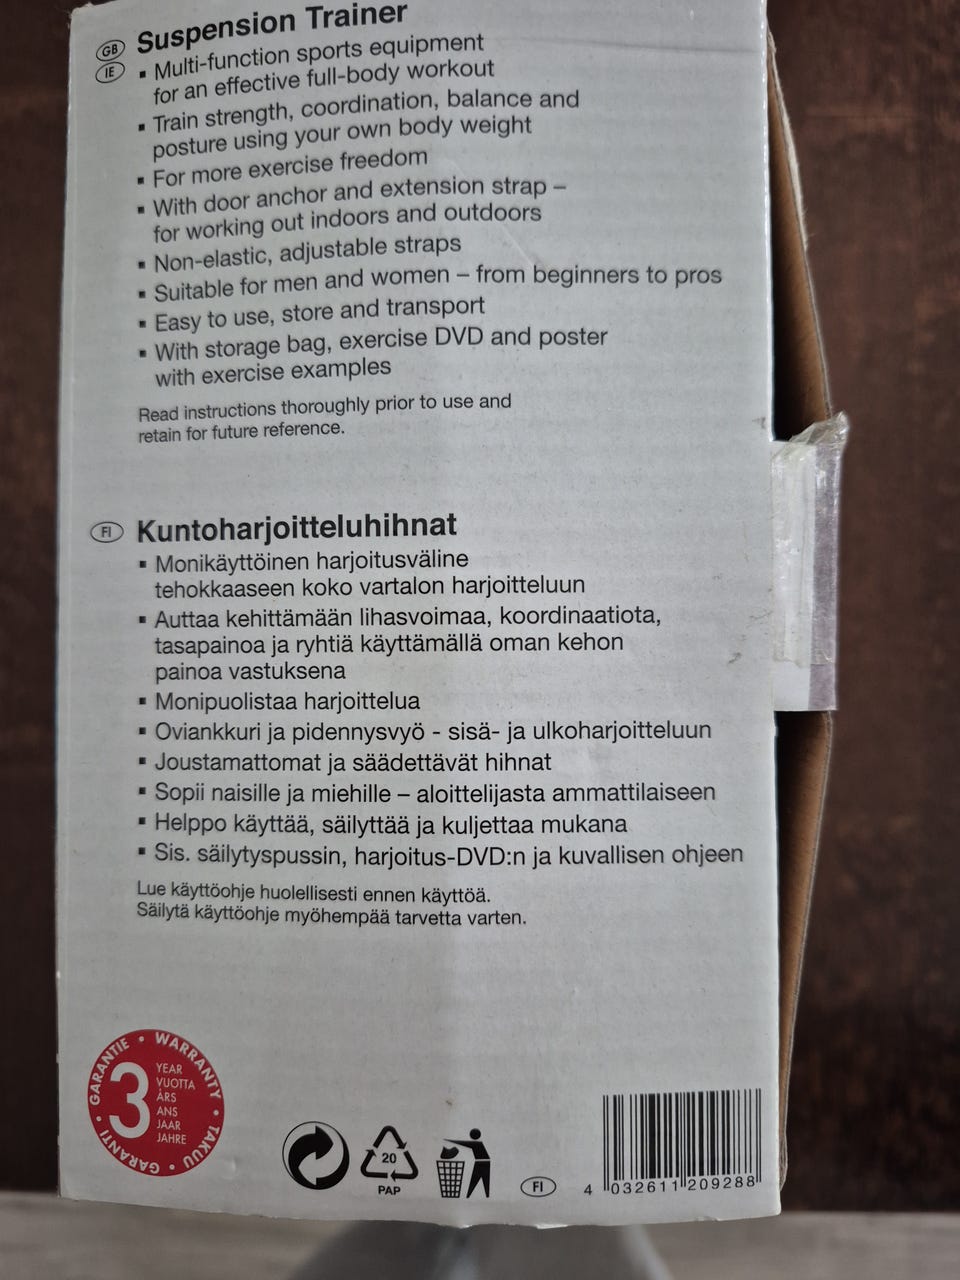 GB
IE
Suspension Trainer
▪ Multi-function sports equipment
for an effective full-body workout
▪ Train strength, coordination, balance and
posture using your own body weight
▪ For more exercise freedom
▪ With door anchor and extension strap –
for working out indoors and outdoors
▪ Non-elastic, adjustable straps
▪ Suitable for men and women – from beginners to pros
▪ Easy to use, store and transport
▪ With storage bag, exercise DVD and poster
with exercise examples
Read instructions thoroughly prior to use and
retain for future reference.
FI Kuntoharjoitteluhihnat
▪ Monikäyttöinen harjoitusväline
tehokkaaseen koko vartalon harjoitteluun
▪ Auttaa kehittämään lihasvoimaa, koordinaatiota,
tasapainoa ja ryhtiä käyttämällä oman kehon
painoa vastuksena
▪ Monipuolistaa harjoittelua
▪ Oviankkuri ja pidennysvyö - sisä- ja ulkoharjoitteluun
▪ Joustamattomat ja säädettävät hihnat
▪ Sopii naisille ja miehille – aloittelijasta ammattilaiseen
▪ Helppo käyttää, säilyttää ja kuljettaa mukana
▪ Sis. säilytyspussin, harjoitus-DVD:n ja kuvallisen ohjeen
Lue käyttöohje huolellisesti ennen käyttöä.
Säilytä käyttöohje myöhempää tarvetta varten.
GARANTIE • WARRANTY • TAKUU • GARANTI •
3
YEAR
VUOTTA
ÅRS
ANS
JAAR
JAHRE
20
PAP
FI
4 032611 209288